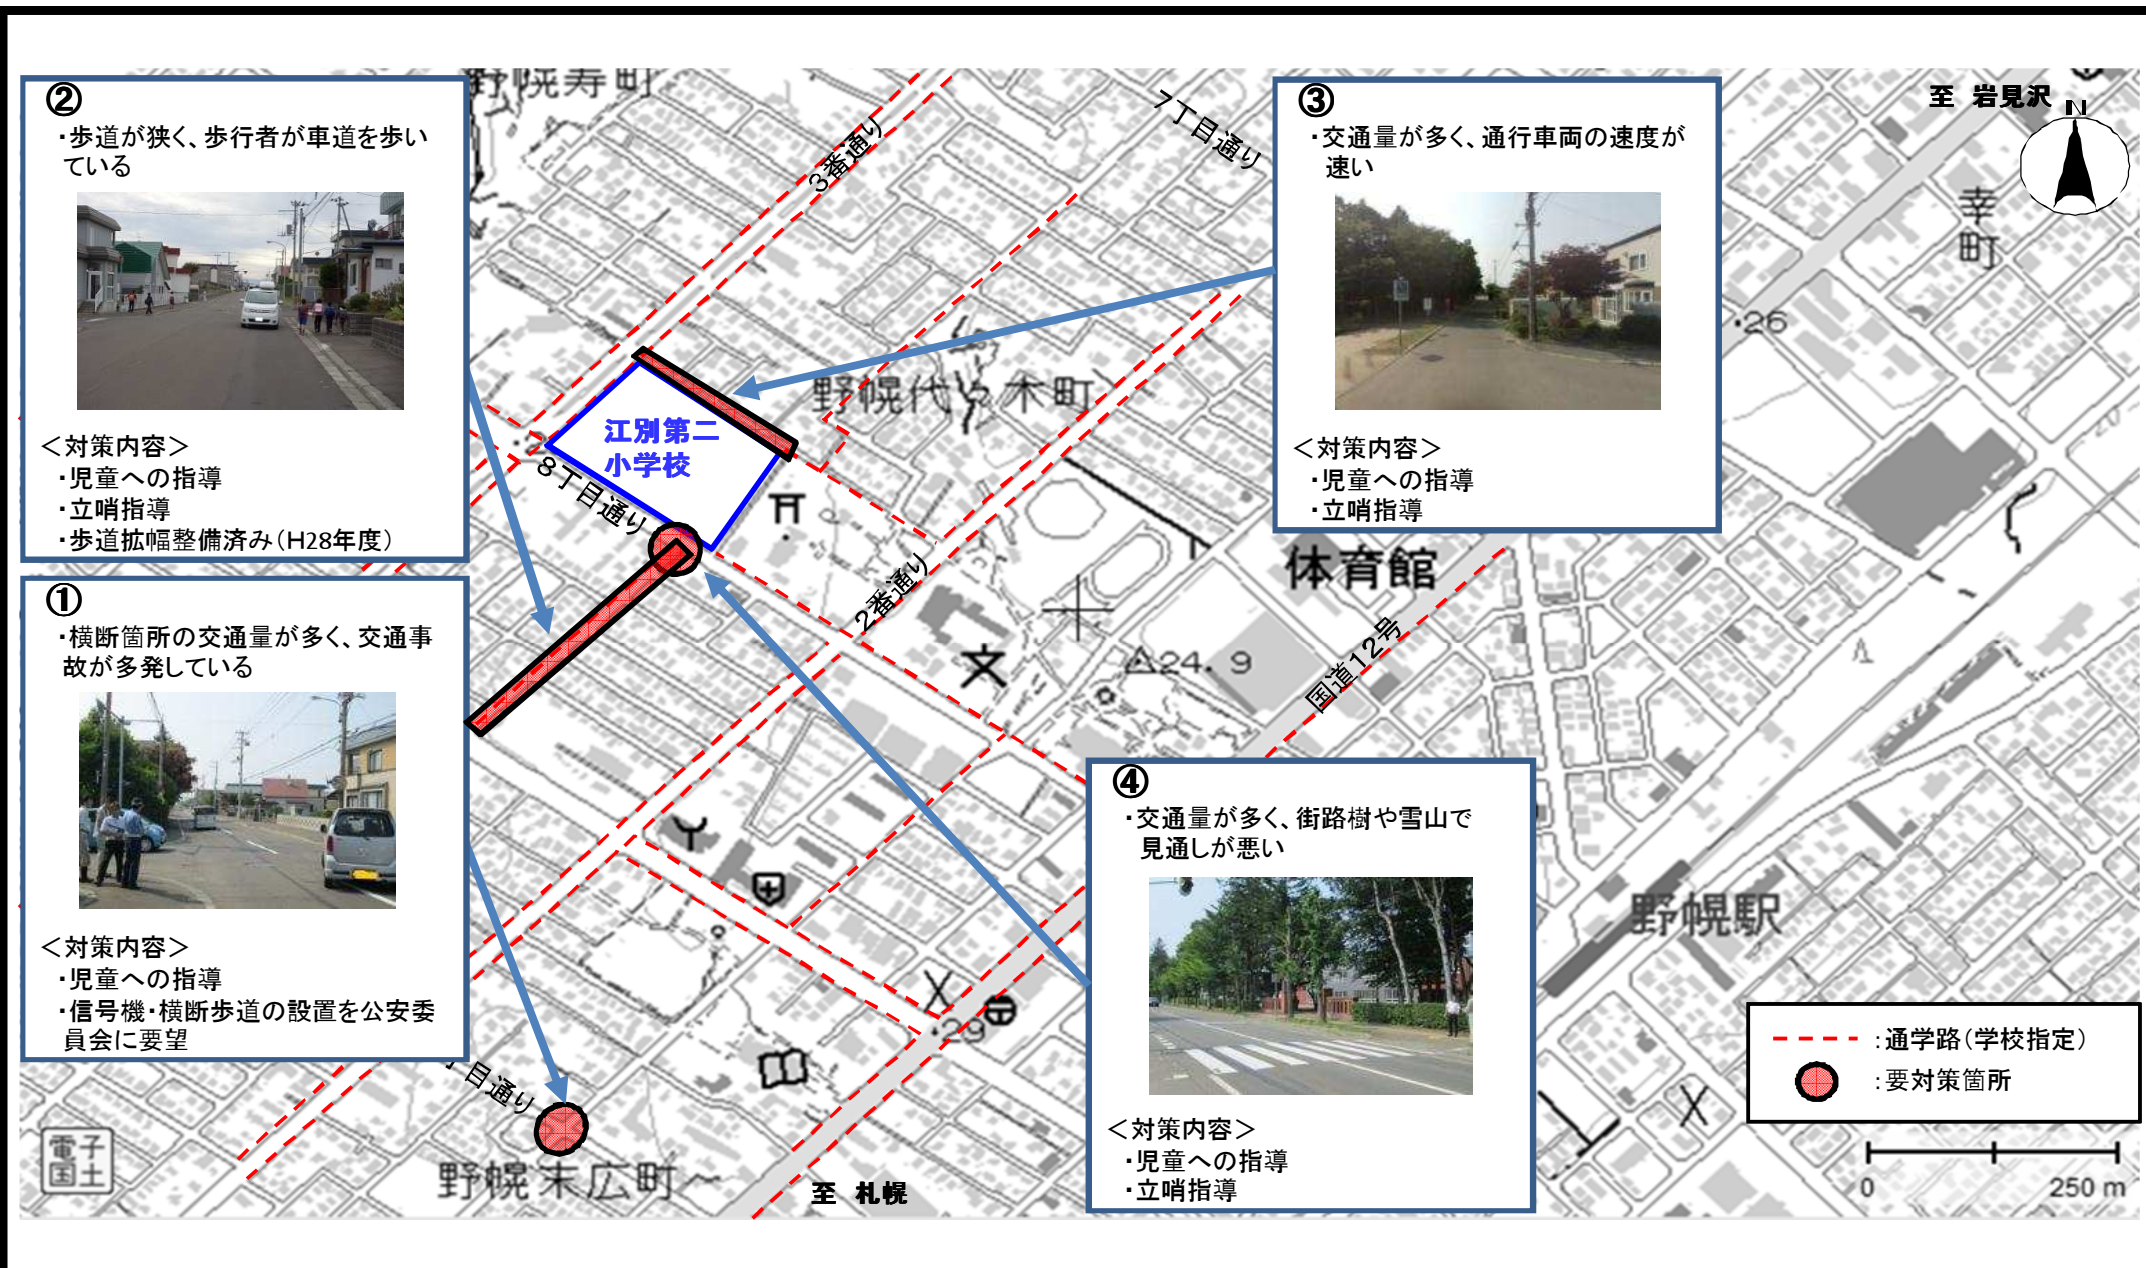 ②
・歩道が狭く、歩行者が車道を歩い
ている
＜対策内容＞
・児童への指導
・立哨指導
・歩道拡幅整備済み（H28年度）
①
・横断箇所の交通量が多く、交通事
故が多発している
＜対策内容＞
・児童への指導
・信号機・横断歩道の設置を公安委
員会に要望
③
・交通量が多く、通行車両の速度が
速い
＜対策内容＞
・児童への指導
・立哨指導
④
・交通量が多く、街路樹や雪山で
見通しが悪い
＜対策内容＞
・児童への指導
・立哨指導
野幌寿町
3番通り
7丁目通り
至 岩見沢
N
幸町
・26
野幌代々木町
江別第二
小学校
8丁目通り
2番通り
体育館
文
24.9
国道12号
野幌駅
・29
丁目通り
野幌末広町
至 札幌
電子
国土
：通学路（学校指定）
：要対策箇所
0
250 m